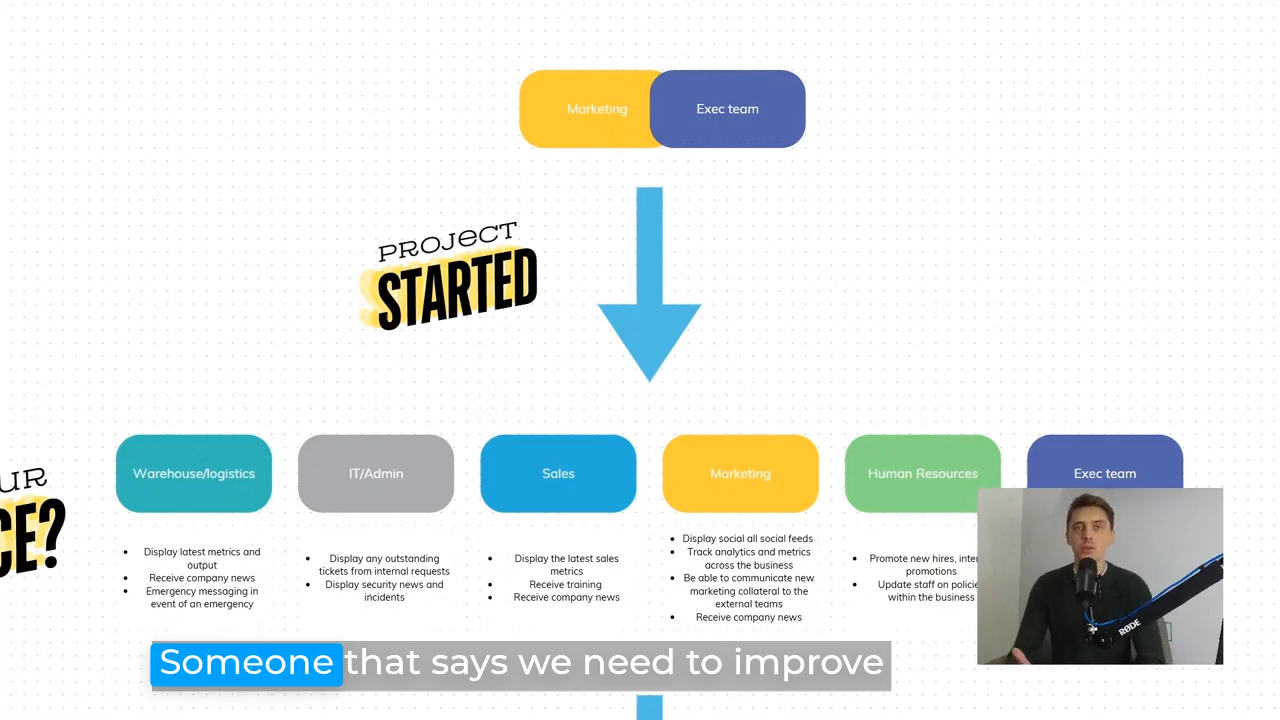 Marketing
Exec team
PROJECT
STARTED
Warehouse/logistics
IT/Admin
Sales
Marketing
Human Resources
Exec team
UR
CE?
• Display latest metrics and
output
• Receive company news
• Emergency messaging in
event of an emergency
• Display any outstanding
tickets from internal requests
• Display security news and
incidents
• Display the latest sales
metrics
• Receive training
• Receive company news
• Display social all social feeds
• Track analytics and metrics
across the business
• Be able to communicate new
marketing collateral to the
external teams
• Receive company news
• Promote new hires, inter
promotions
• Update staff on policie
within the business
RØDE
Someone that says we need to improve